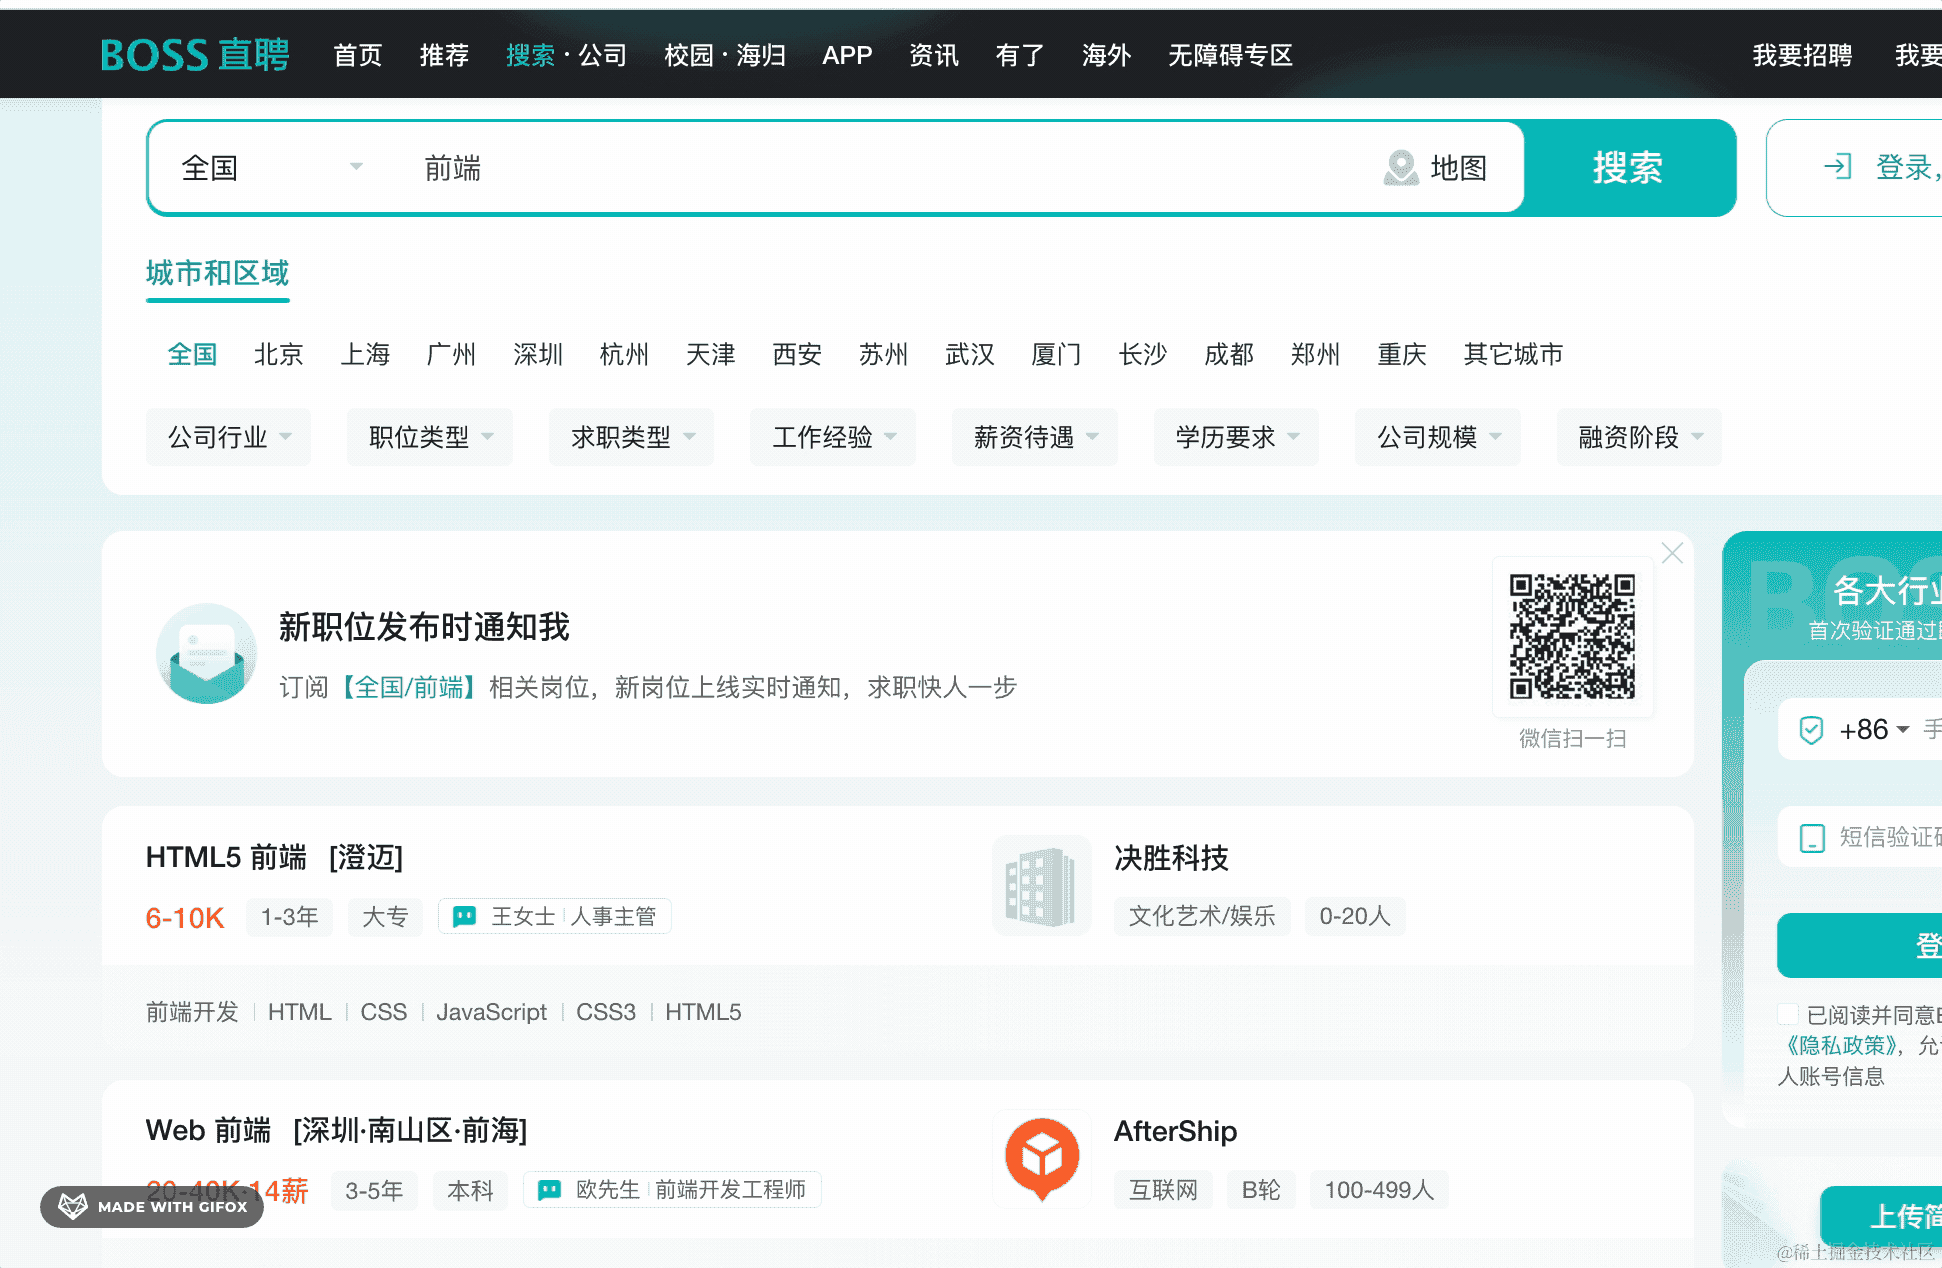 BOSS 直聘 首页 推荐 搜索·公司 校园·海归 APP 资讯 有了 海外 无障碍专区 我要招聘 我要
全国 前端 地图 搜索 登录,
城市和区域
全国 北京 上海 广州 深圳 杭州 天津 西安 苏州 武汉 厦门 长沙 成都 郑州 重庆 其它城市
公司行业 职位类型 求职类型 工作经验 薪资待遇 学历要求 公司规模 融资阶段
新职位发布时通知我
订阅【全国/前端】相关岗位，新岗位上线实时通知，求职快人一步
微信扫一扫
各大行业
首次验证通过即
+86 手
短信验证码
登
已阅读并同意
《隐私政策》，允
人账号信息
上传简
HTML5 前端 [澄迈] 决胜科技
6-10K 1-3年 大专 王女士 人事主管 文化艺术/娱乐 0-20人
前端开发 HTML CSS JavaScript CSS3 HTML5
Web 前端 [深圳·南山区·前海] AfterShip
20-40K·14薪 3-5年 本科 欧先生 前端开发工程师 互联网 B轮 100-499人
MADE WITH GIFOX
@稀土掘金技术社区